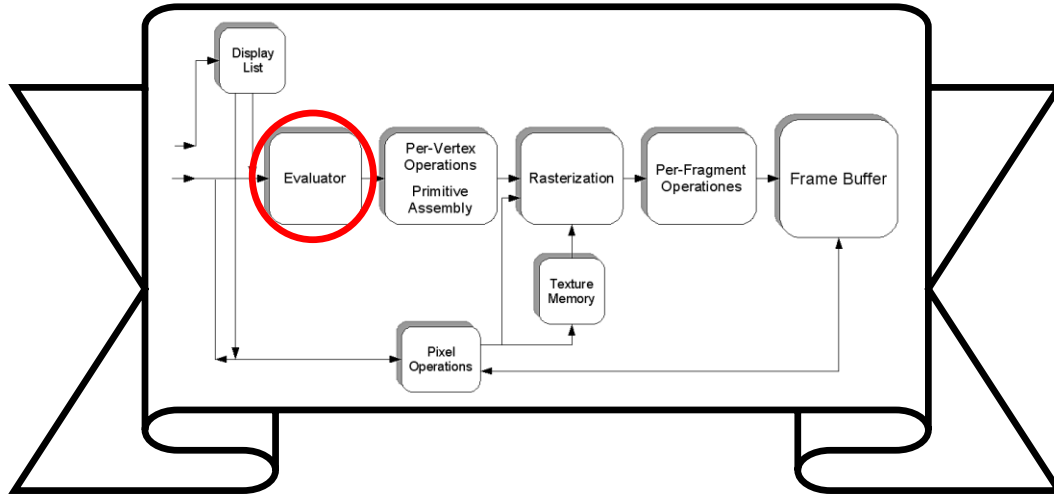 Display
List
Evaluator
Per-Vertex
Operations
Primitive
Assembly
Rasterization
Per-Fragment
Operationes
Frame Buffer
Texture
Memory
Pixel
Operations